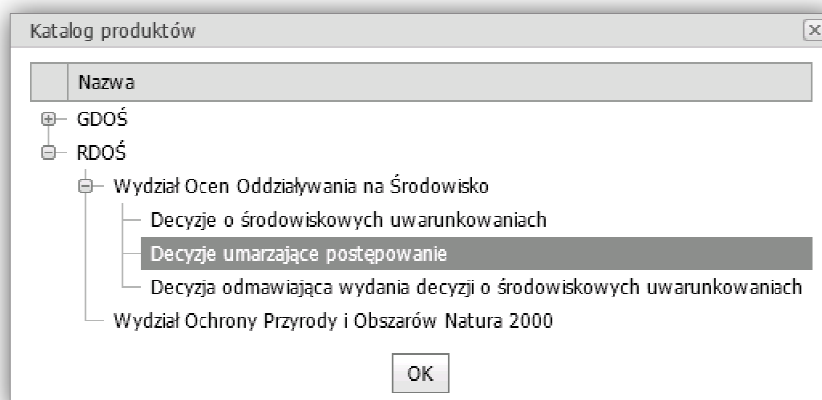 Katalog produktów
Nazwa
GDOŚ
RDOŚ
Wydział Ocen Oddziaływania na Środowisko
Decyzje o środowiskowych uwarunkowaniach
Decyzje umarzające postępowanie
Decyzja odmawiająca wydania decyzji o środowiskowych uwarunkowaniach
Wydział Ochrony Przyrody i Obszarów Natura 2000
OK